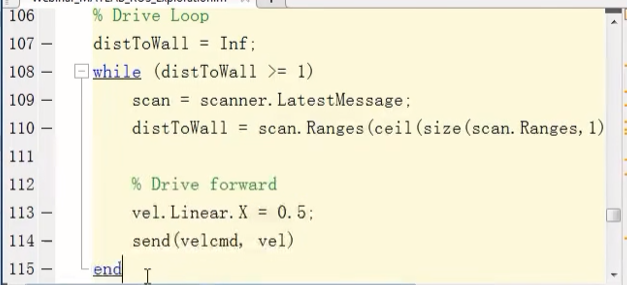 106 % Drive Loop
107 — distToWall = Inf;
108 — while (distToWall >= 1)
109 — scan = scanner.LatestMessage;
110 — distToWall = scan.Ranges(ceil(size(scan.Ranges,1)
111
112 % Drive forward
113 — vel.Linear.X = 0.5;
114 — send(velcmd, vel)
115 — end